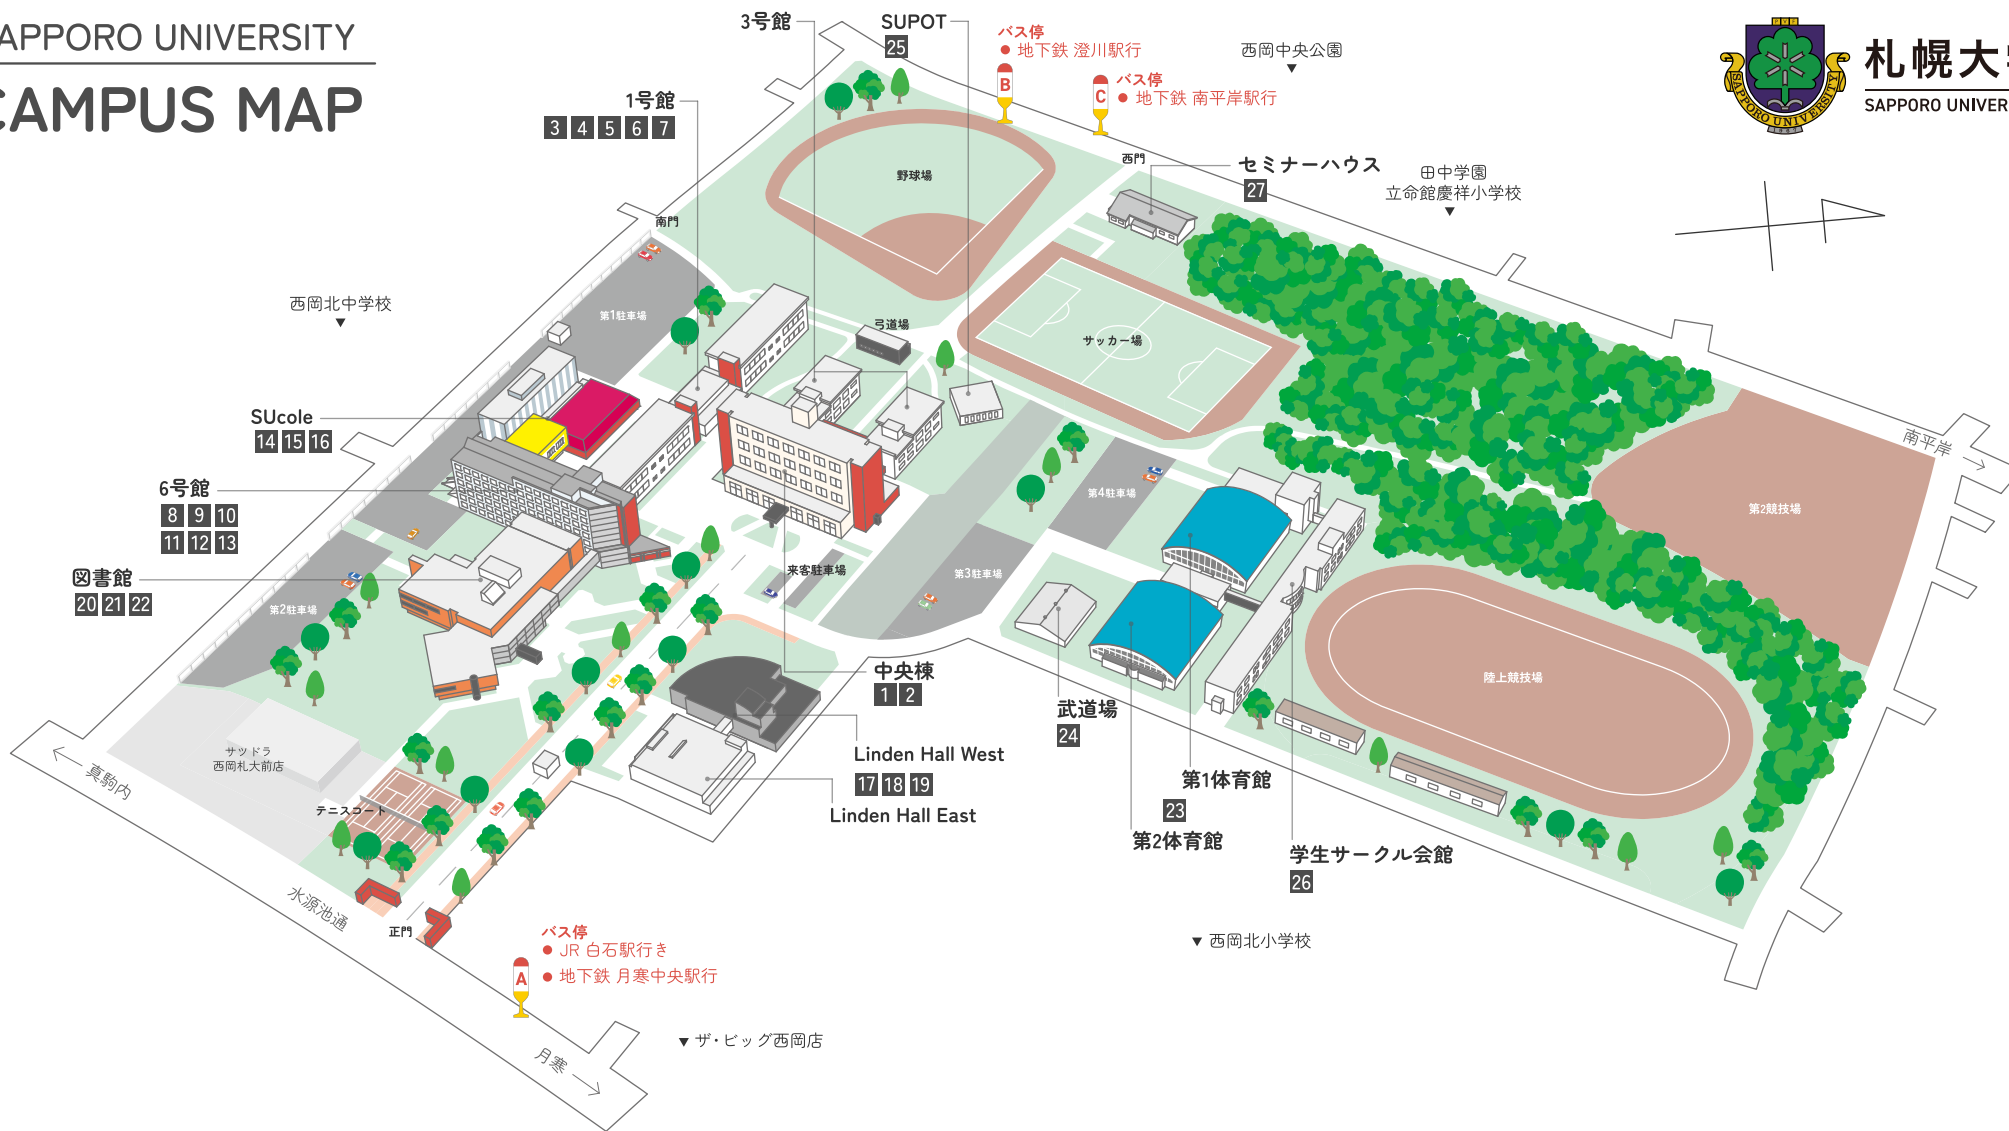 APPORO UNIVERSITY
CAMPUS MAP
3号館
SUPOT
25
バス停
● 地下鉄 澄川駅行
B
バス停
● 地下鉄 南平岸駅行
C
西岡中央公園
▼
札幌大
SAPPORO UNIVER
SAPPORO UNIVERSITY
1号館
3 4 5 6 7
西門
セミナーハウス
27
田中学園
立命館慶祥小学校
▼
野球場
南門
西岡北中学校
▼
第1駐車場
弓道場
サッカー場
SUcole
14 15 16
南平岸 →
6号館
8 9 10
11 12 13
第4駐車場
第2競技場
図書館
20 21 22
第2駐車場
来客駐車場
第3駐車場
中央棟
1 2
陸上競技場
武道場
24
Linden Hall West
17 18 19
Linden Hall East
サツドラ
西岡札大前店
← 真駒内
テニスコート
第1体育館
23
第2体育館
学生サークル会館
26
水源池通
正門
バス停
● JR 白石駅行き
● 地下鉄 月寒中央駅行
A
▼ 西岡北小学校
▼ ザ・ビッグ西岡店
月寒 →